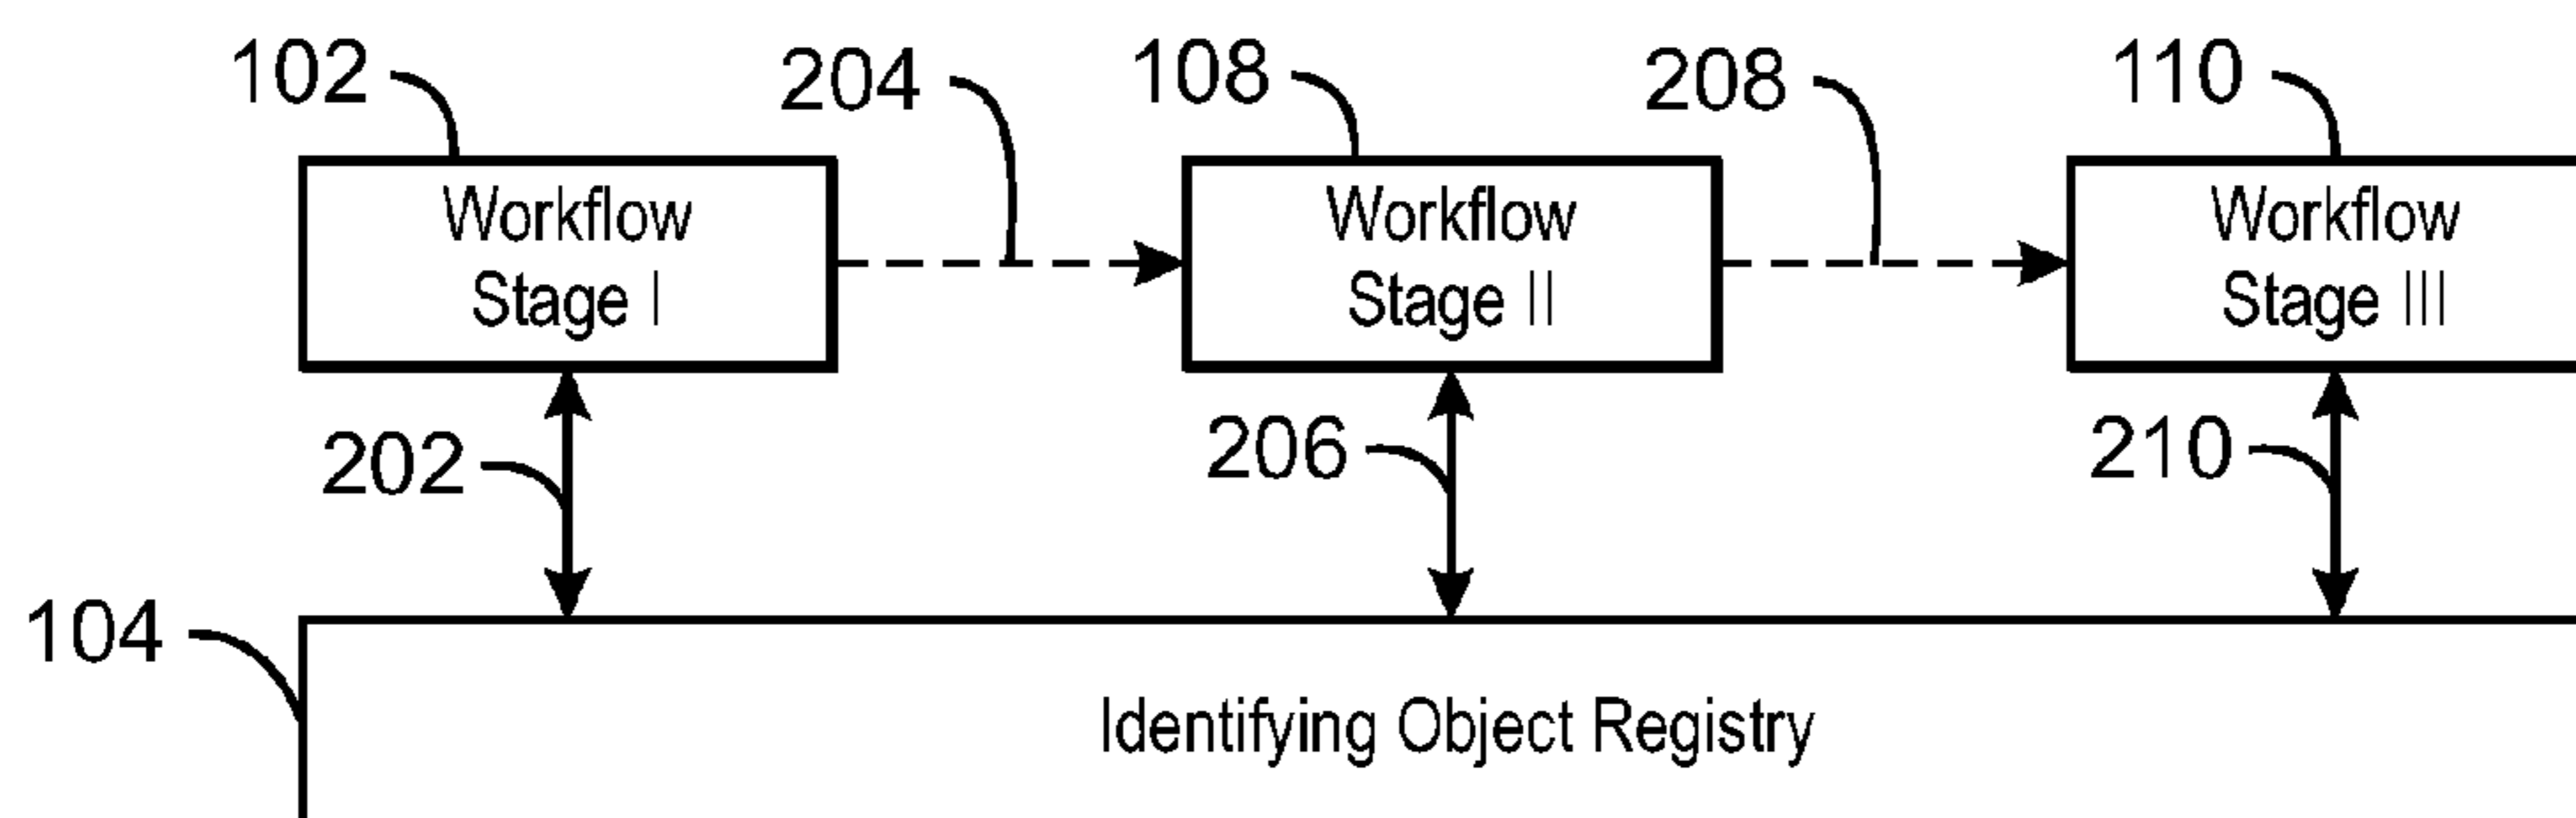 102
204
108
208
110
Workflow
Stage I
Workflow
Stage II
Workflow
Stage III
202
206
210
104
Identifying Object Registry